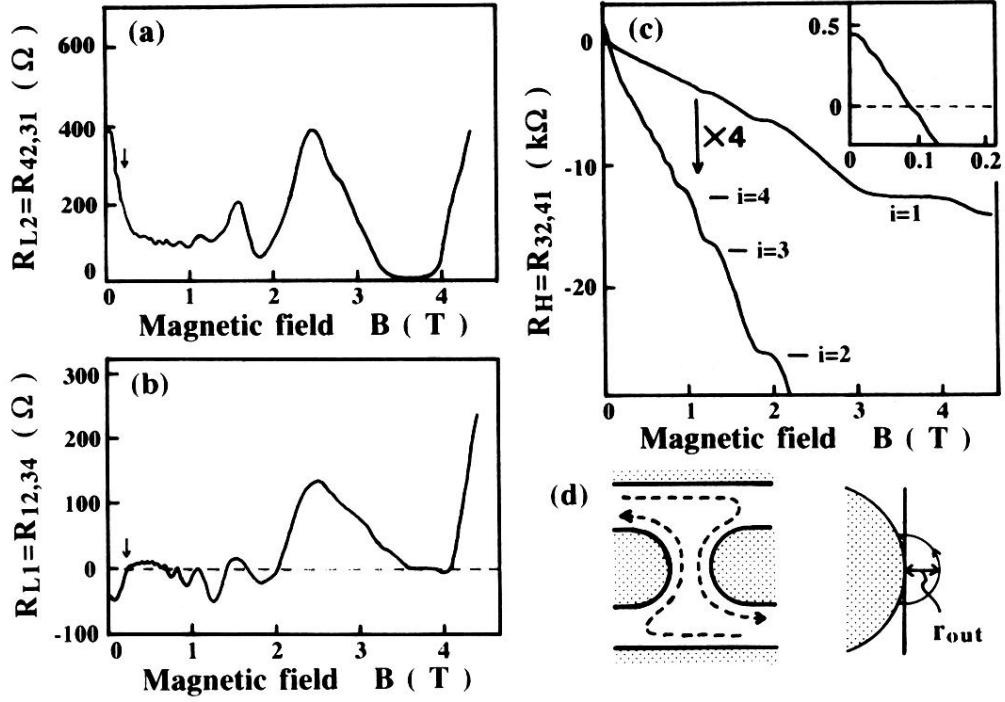 (a)
R_L2=R_42,31 ( Ω )
600
400
200
0
0 1 2 3 4
Magnetic field B ( T )
(b)
R_L1=R_12,34 ( Ω )
300
200
100
0
-100
0 1 2 3 4
Magnetic field B ( T )
(c)
R_H=R_32,41 ( kΩ )
0
-10
-20
×4
i=4
i=3
i=2
i=1
0.5
0
0 0.1 0.2
0 1 2 3 4
Magnetic field B ( T )
(d)
r_out